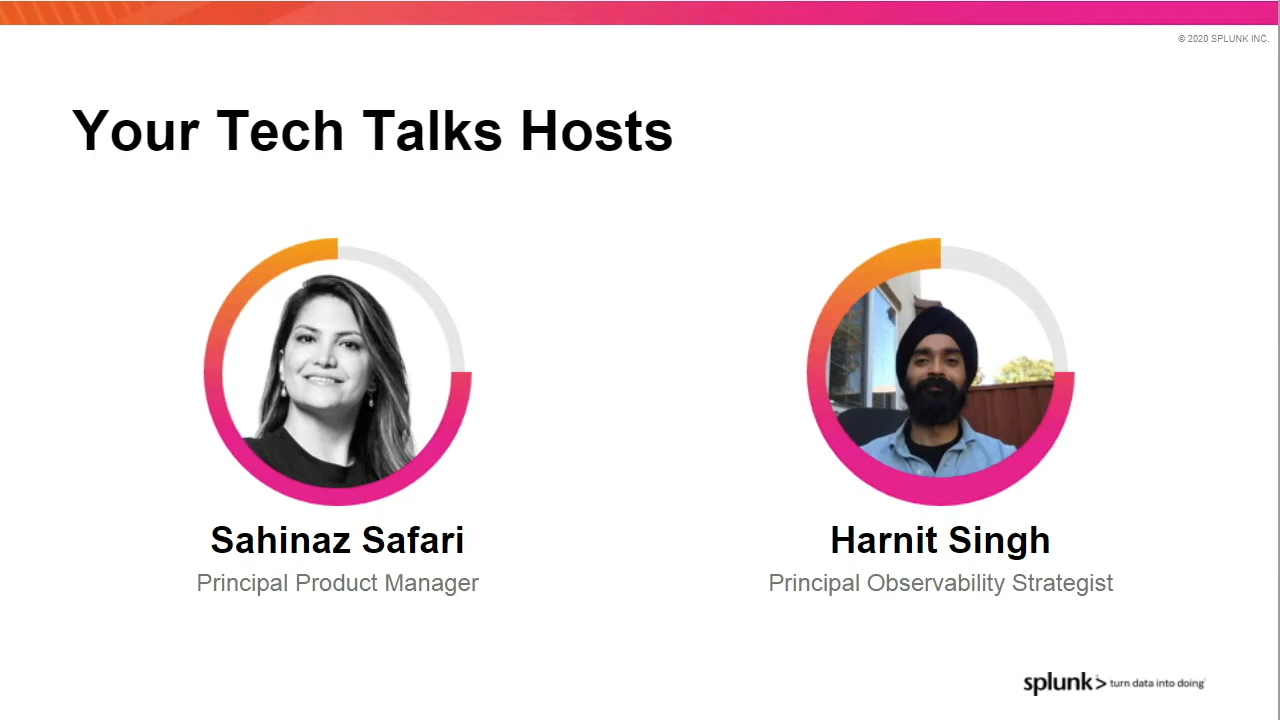 © 2020 SPLUNK INC.
Your Tech Talks Hosts
Sahinaz Safari
Harnit Singh
Principal Product Manager
Principal Observability Strategist
splunk> turn data into doing